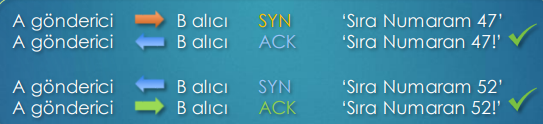 A gönderici B alıcı SYN ‘Sıra Numaram 47’
A gönderici B alıcı ACK ‘Sıra Numaran 47!’
A gönderici B alıcı SYN ‘Sıra Numaram 52’
A gönderici B alıcı ACK ‘Sıra Numaran 52!’